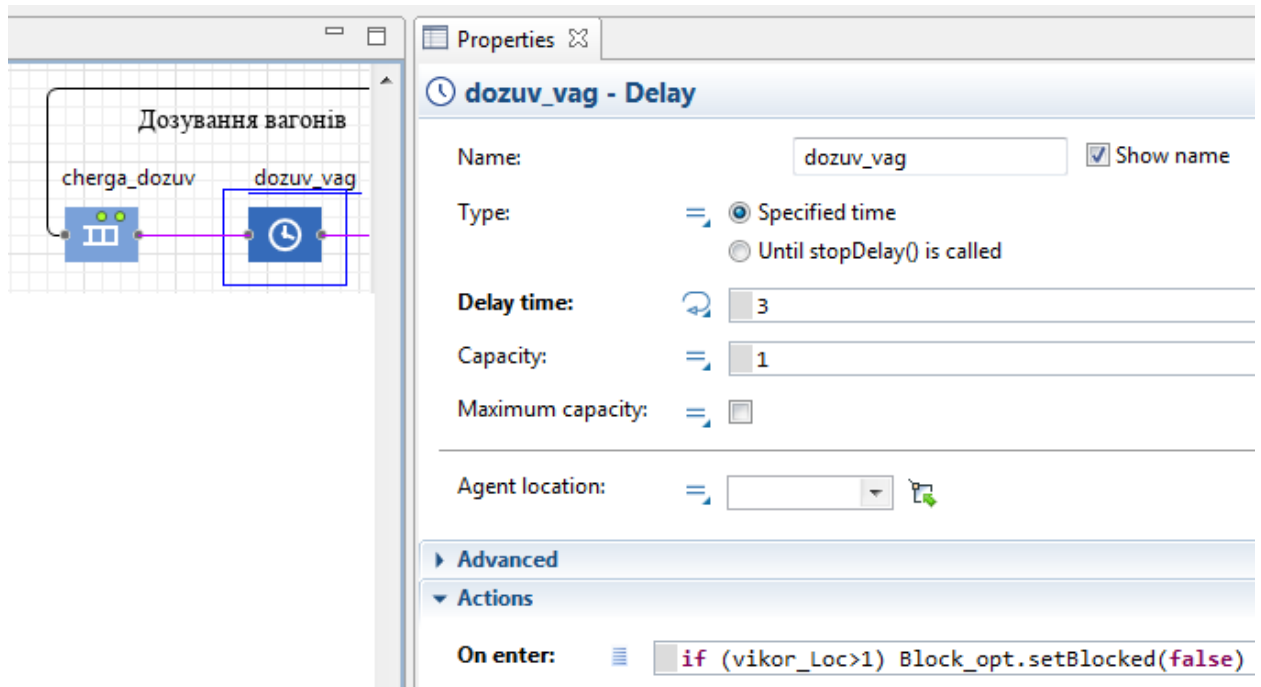 Дозування вагонів
cherga_dozuv dozuv_vag
Properties
dozuv_vag - Delay
Name: dozuv_vag Show name
Type: Specified time
Until stopDelay() is called
Delay time: 3
Capacity: 1
Maximum capacity:
Agent location:
Advanced
Actions
On enter: if (vikor_Loc>1) Block_opt.setBlocked(false)